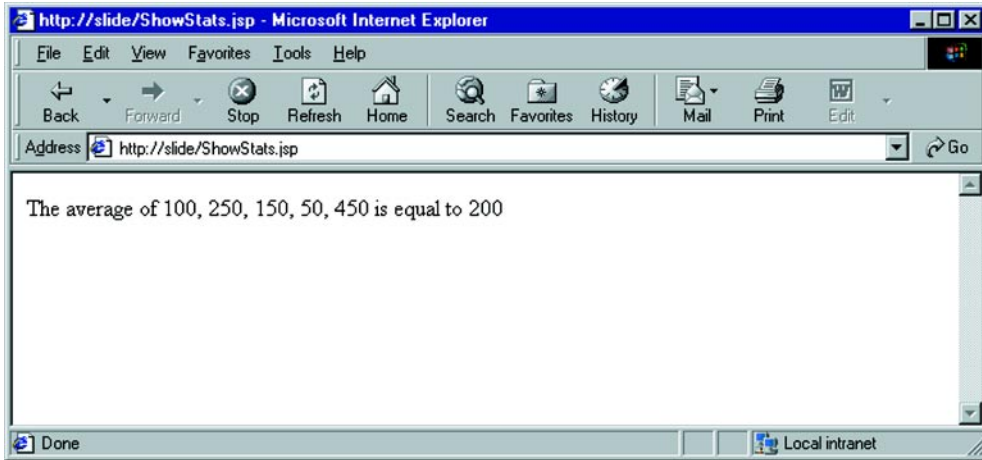 http://slide/ShowStats.jsp - Microsoft Internet Explorer
File Edit View Favorites Tools Help
Back Forward Stop Refresh Home Search Favorites History Mail Print Edit
Address http://slide/ShowStats.jsp Go
The average of 100, 250, 150, 50, 450 is equal to 200
Done Local intranet